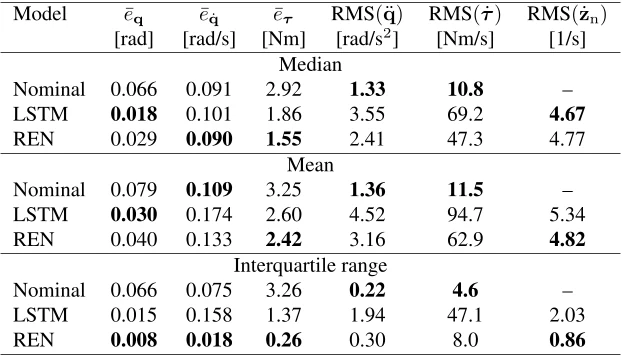 Model ēq ēq̇ ēτ RMS(q̈) RMS(τ̇) RMS(żn)
[rad] [rad/s] [Nm] [rad/s²] [Nm/s] [1/s]
Median
Nominal 0.066 0.091 2.92 1.33 10.8 –
LSTM 0.018 0.101 1.86 3.55 69.2 4.67
REN 0.029 0.090 1.55 2.41 47.3 4.77
Mean
Nominal 0.079 0.109 3.25 1.36 11.5 –
LSTM 0.030 0.174 2.60 4.52 94.7 5.34
REN 0.040 0.133 2.42 3.16 62.9 4.82
Interquartile range
Nominal 0.066 0.075 3.26 0.22 4.6 –
LSTM 0.015 0.158 1.37 1.94 47.1 2.03
REN 0.008 0.018 0.26 0.30 8.0 0.86